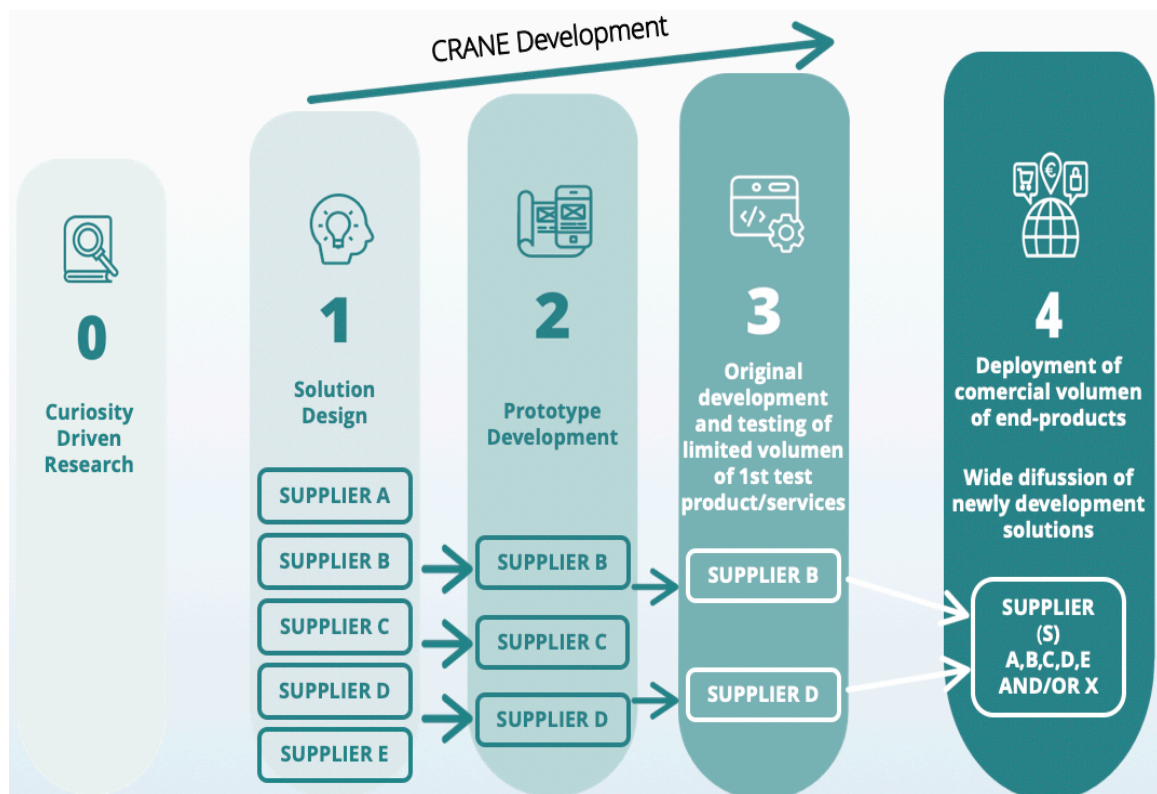 CRANE Development
0
Curiosity
Driven
Research
1
Solution
Design
SUPPLIER A
SUPPLIER B
SUPPLIER C
SUPPLIER D
SUPPLIER E
2
Prototype
Development
SUPPLIER B
SUPPLIER C
SUPPLIER D
</>
3
Original
development
and testing of
limited volumen
of 1st test
product/services
SUPPLIER B
SUPPLIER D
€
4
Deployment of
comercial volumen
of end-products
Wide difussion of
newly development
solutions
SUPPLIER
(S)
A,B,C,D,E
AND/OR X